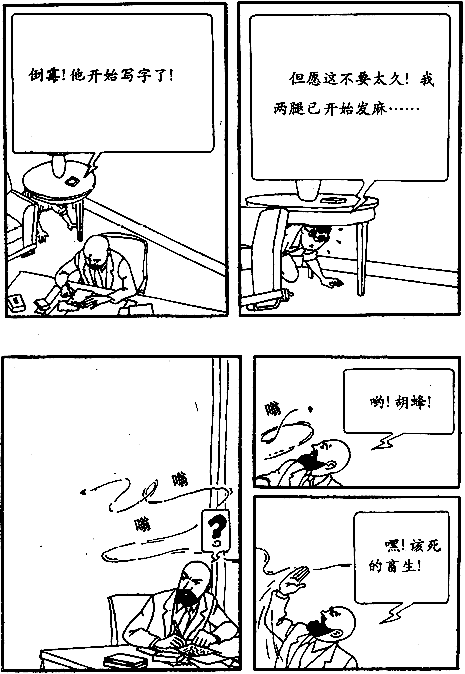 倒霉!他开始写字了!
但愿这不要太久!我
两腿已开始发麻……
嗡
嗡
?
嗡
哟!胡蜂!
嘿!该死
的畜生!